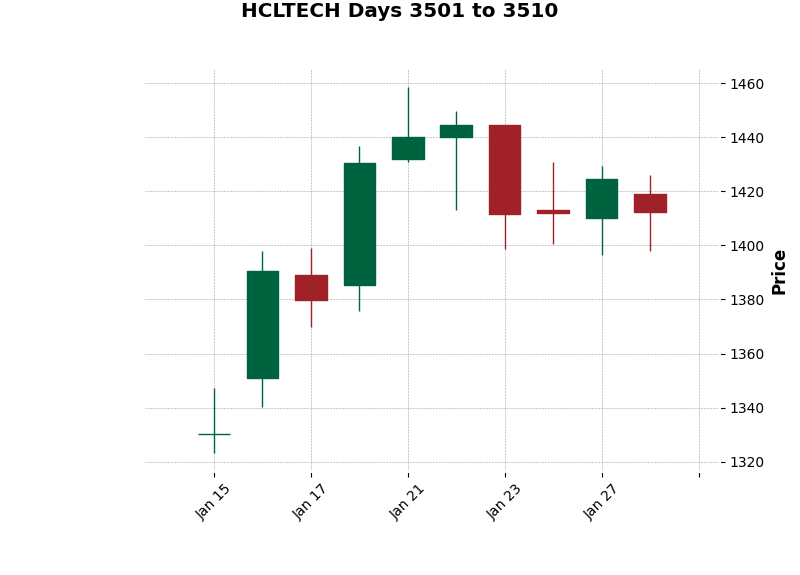 HCLTECH Days 3501 to 3510
1460
1440
1420
1400
1380
1360
1340
1320
Price
Jan 15
Jan 17
Jan 21
Jan 23
Jan 27